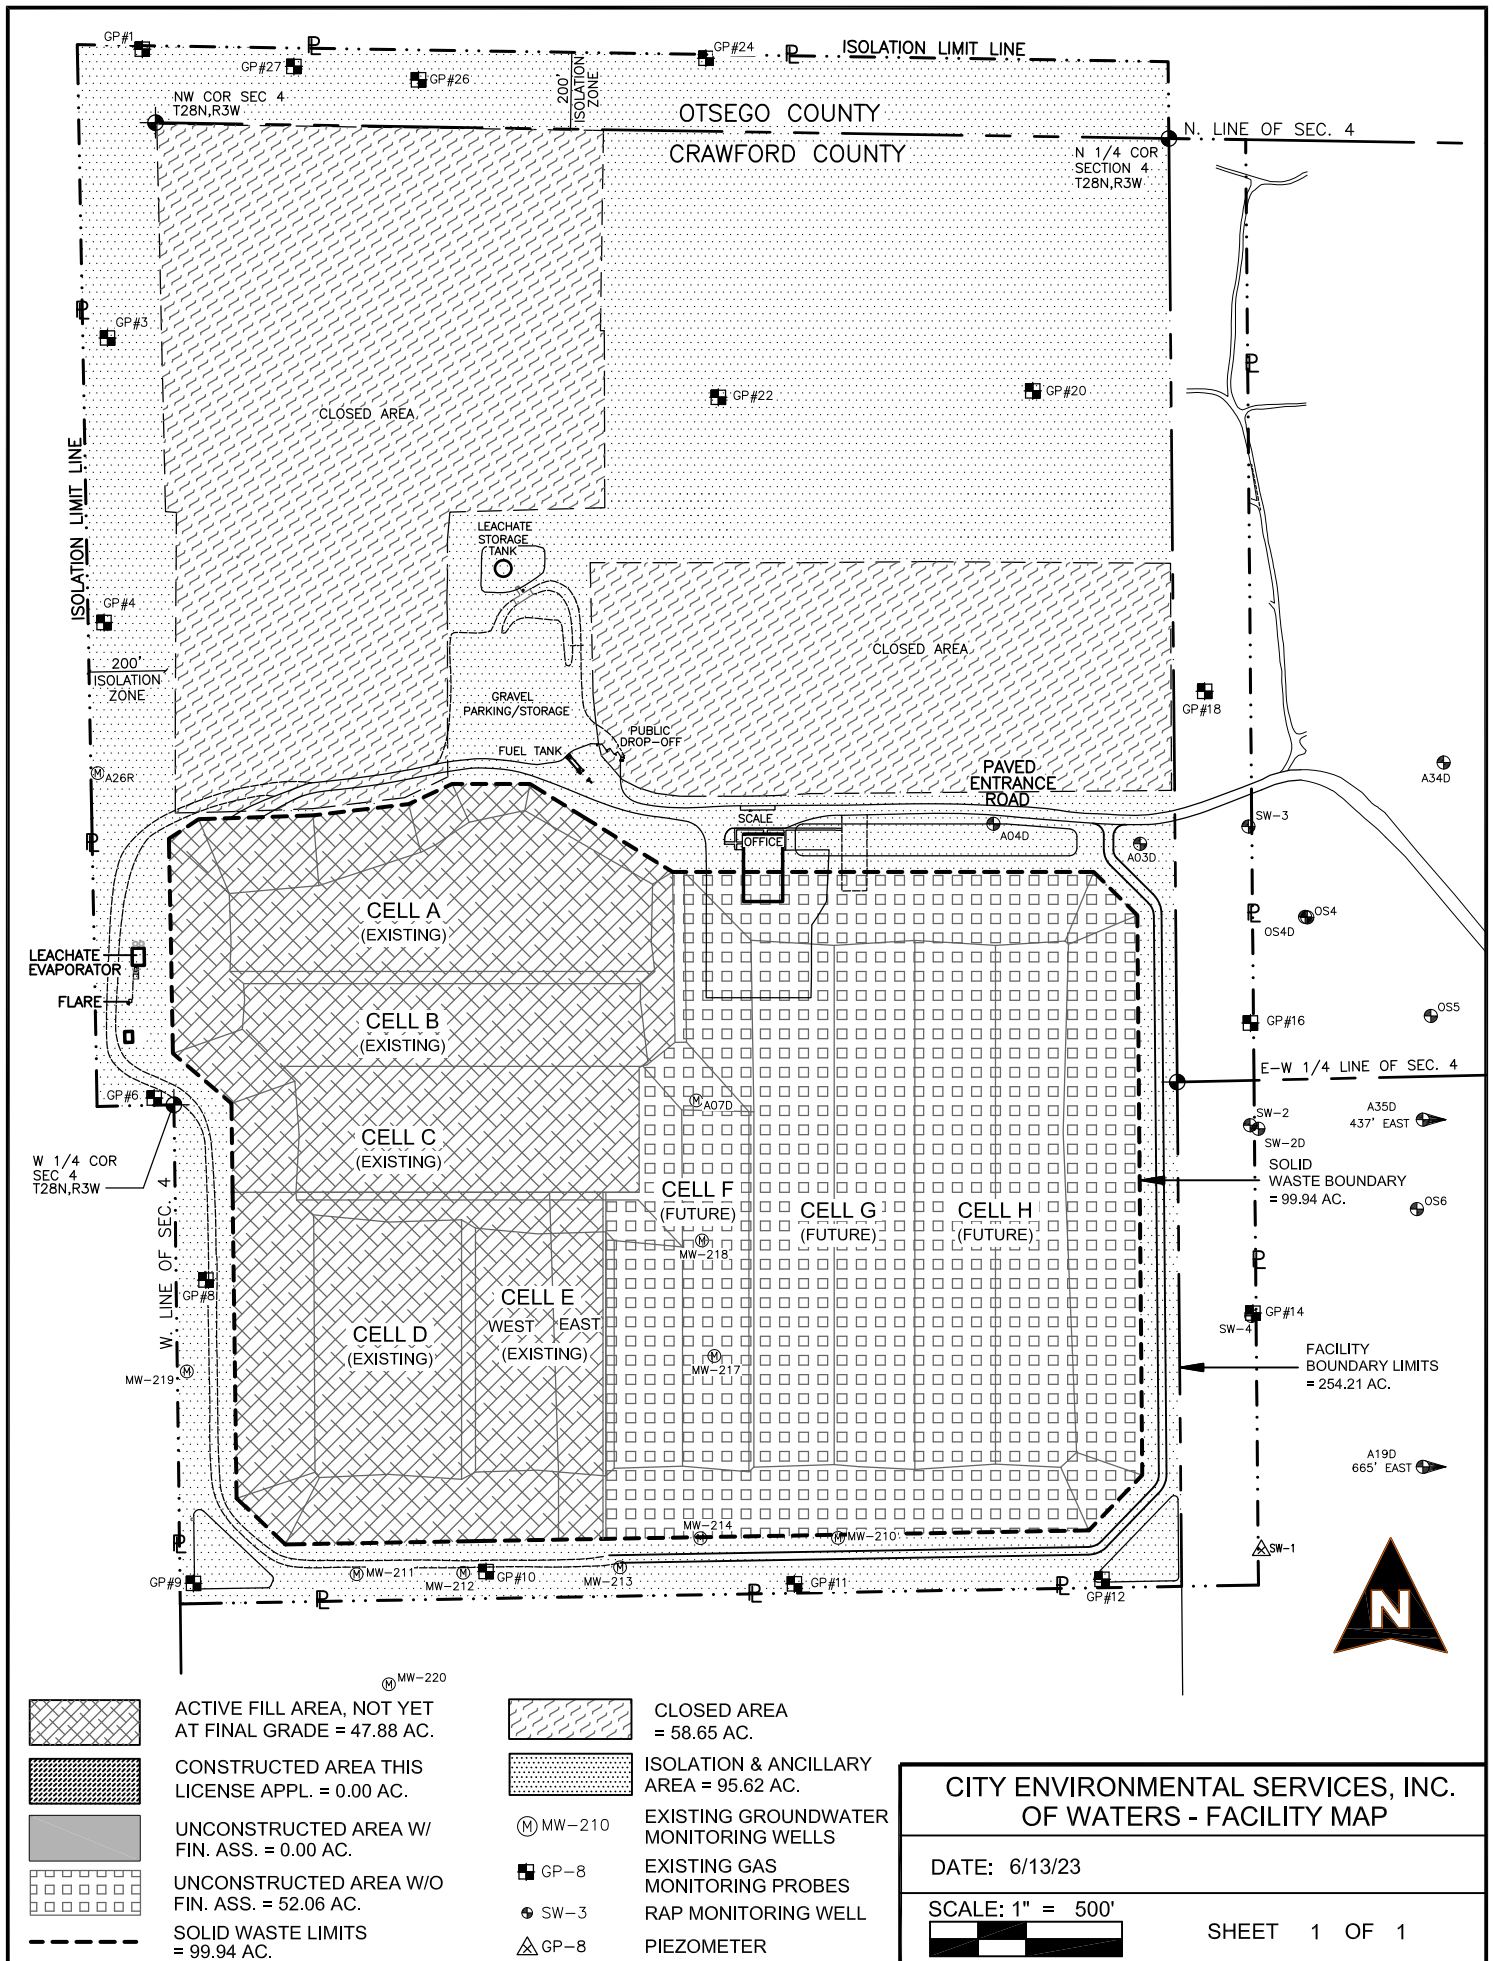 GP#1
GP#27
GP#26
GP#24
ISOLATION LIMIT LINE
200'
ISOLATION
ZONE
NW COR SEC 4
T28N,R3W
OTSEGO COUNTY
CRAWFORD COUNTY
N. LINE OF SEC. 4
N 1/4 COR
SECTION 4
T28N,R3W
GP#3
GP#22
GP#20
CLOSED AREA
ISOLATION LIMIT LINE
LEACHATE
STORAGE
TANK
GP#4
200'
ISOLATION
ZONE
CLOSED AREA
GRAVEL
PARKING/STORAGE
GP#18
PUBLIC
DROP-OFF
FUEL TANK
A26R
PAVED
ENTRANCE
ROAD
A34D
SCALE
OFFICE
A04D
A03D
SW-3
CELL A
(EXISTING)
OS4
OS4D
LEACHATE
EVAPORATOR
FLARE
CELL B
(EXISTING)
GP#16
OS5
E-W 1/4 LINE OF SEC. 4
GP#6
A07D
SW-2
SW-2D
A35D
437' EAST
CELL C
(EXISTING)
W 1/4 COR
SEC 4
T28N,R3W
SOLID
WASTE BOUNDARY
= 99.94 AC.
W. LINE OF SEC. 4
CELL F
(FUTURE)
CELL G
(FUTURE)
CELL H
(FUTURE)
OS6
MW-218
GP#8
CELL E
WEST EAST
(EXISTING)
CELL D
(EXISTING)
GP#14
SW-4
MW-217
MW-219
FACILITY
BOUNDARY LIMITS
= 254.21 AC.
A19D
665' EAST
MW-214
MW-210
SW-1
GP#9
MW-211
MW-212
GP#10
MW-213
GP#11
GP#12
N
MW-220
ACTIVE FILL AREA, NOT YET
AT FINAL GRADE = 47.88 AC.
CONSTRUCTED AREA THIS
LICENSE APPL. = 0.00 AC.
UNCONSTRUCTED AREA W/
FIN. ASS. = 0.00 AC.
UNCONSTRUCTED AREA W/O
FIN. ASS. = 52.06 AC.
SOLID WASTE LIMITS
= 99.94 AC.
CLOSED AREA
= 58.65 AC.
ISOLATION & ANCILLARY
AREA = 95.62 AC.
M MW-210 EXISTING GROUNDWATER
MONITORING WELLS
GP-8 EXISTING GAS
MONITORING PROBES
SW-3 RAP MONITORING WELL
GP-8 PIEZOMETER
CITY ENVIRONMENTAL SERVICES, INC.
OF WATERS - FACILITY MAP
DATE: 6/13/23
SCALE: 1" = 500'
SHEET 1 OF 1